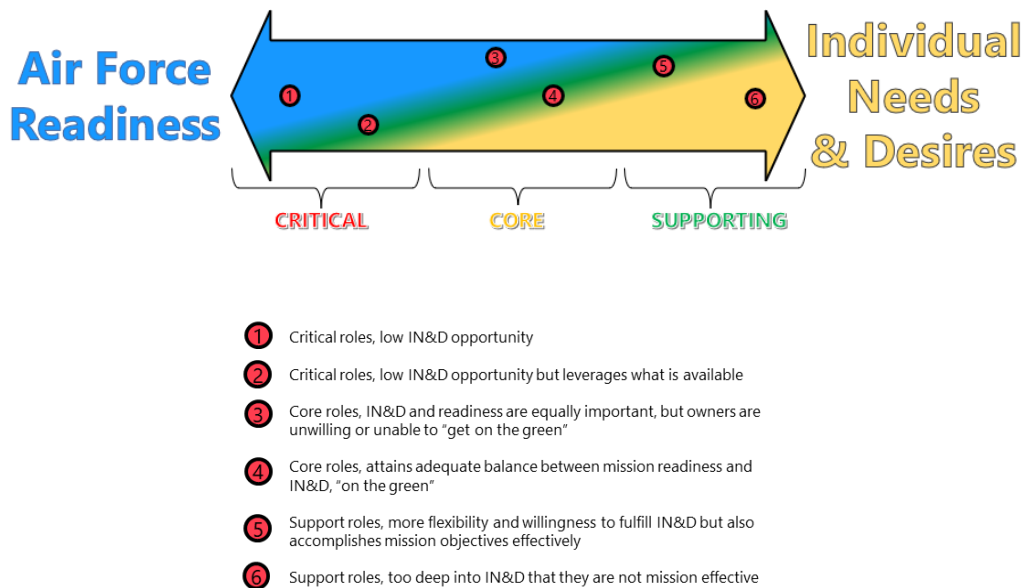 Air Force
Readiness
Individual
Needs
& Desires
1
2
3
4
5
6
CRITICAL
CORE
SUPPORTING
1 Critical roles, low IN&D opportunity
2 Critical roles, low IN&D opportunity but leverages what is available
3 Core roles, IN&D and readiness are equally important, but owners are
unwilling or unable to “get on the green”
4 Core roles, attains adequate balance between mission readiness and
IN&D, “on the green”
5 Support roles, more flexibility and willingness to fulfill IN&D but also
accomplishes mission objectives effectively
6 Support roles, too deep into IN&D that they are not mission effective